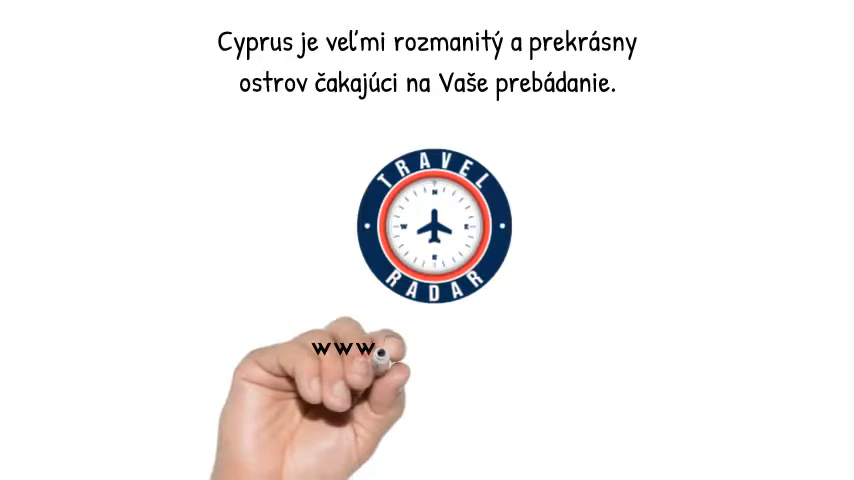 Cyprus je veľmi rozmanitý a prekrásny
ostrov čakajúci na Vaše prebádanie.
TRAVEL
N
W E
S
RADAR
www